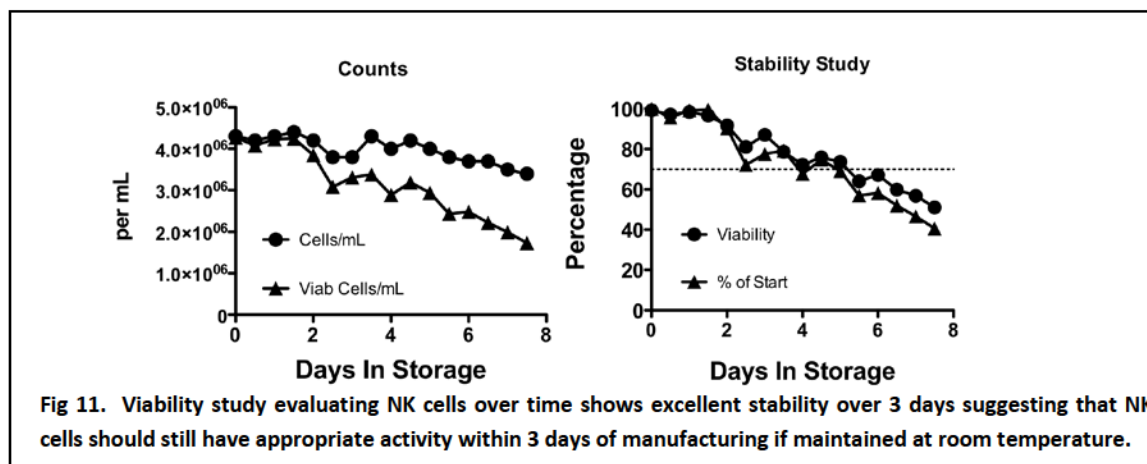 Counts
5.0×10⁰⁶
4.0×10⁰⁶
3.0×10⁰⁶
2.0×10⁰⁶
1.0×10⁰⁶
0
per mL
Cells/mL
Viab Cells/mL
0 2 4 6 8
Days In Storage
Stability Study
100
80
60
40
20
0
Percentage
Viability
% of Start
0 2 4 6 8
Days In Storage
Fig 11. Viability study evaluating NK cells over time shows excellent stability over 3 days suggesting that NK
cells should still have appropriate activity within 3 days of manufacturing if maintained at room temperature.